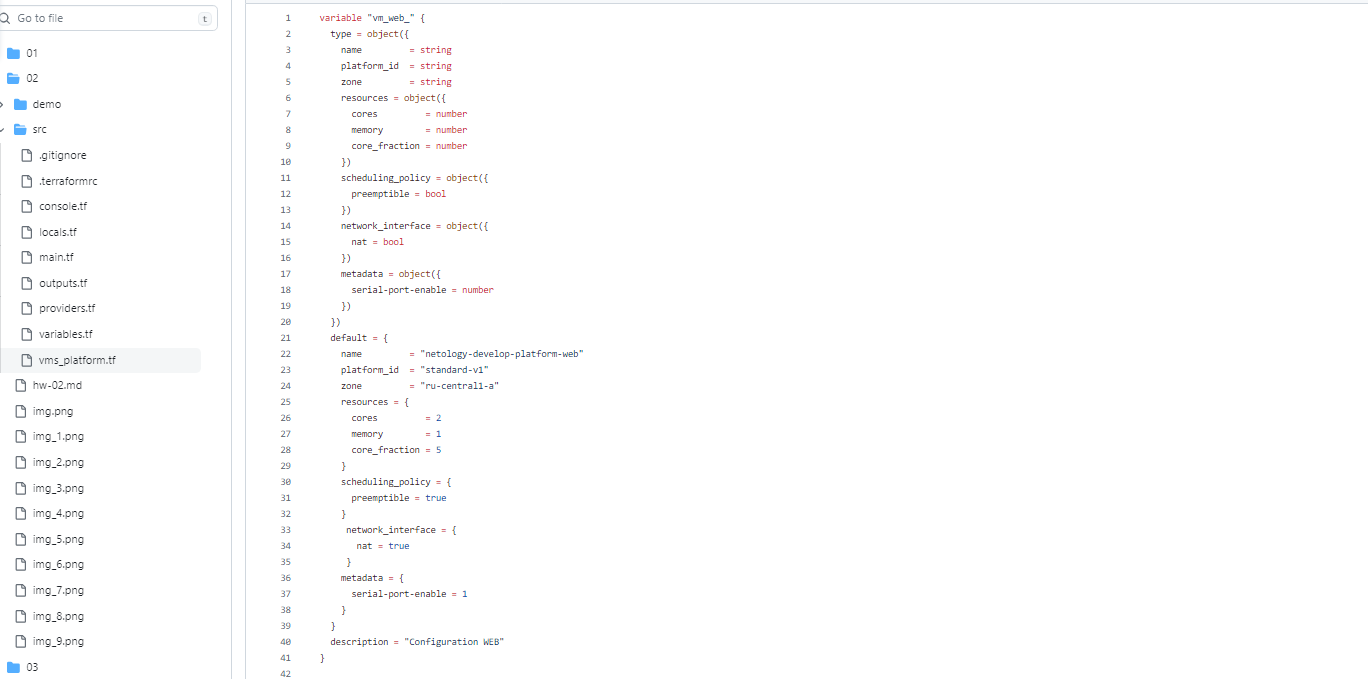 Go to file t
01
02
demo
src
.gitignore
.terraformrc
console.tf
locals.tf
main.tf
outputs.tf
providers.tf
variables.tf
vms_platform.tf
hw-02.md
img.png
img_1.png
img_2.png
img_3.png
img_4.png
img_5.png
img_6.png
img_7.png
img_8.png
img_9.png
03
1 variable "vm_web_" {
2   type = object({
3     name         = string
4     platform_id  = string
5     zone         = string
6     resources = object({
7       cores         = number
8       memory        = number
9       core_fraction = number
10     })
11     scheduling_policy = object({
12       preemptible = bool
13     })
14     network_interface = object({
15       nat = bool
16     })
17     metadata = object({
18       serial-port-enable = number
19     })
20   })
21   default = {
22     name         = "netology-develop-platform-web"
23     platform_id  = "standard-v1"
24     zone         = "ru-central1-a"
25     resources = {
26       cores         = 2
27       memory        = 1
28       core_fraction = 5
29     }
30     scheduling_policy = {
31       preemptible = true
32     }
33      network_interface = {
34        nat = true
35      }
36     metadata = {
37       serial-port-enable = 1
38     }
39   }
40   description = "Configuration WEB"
41 }
42